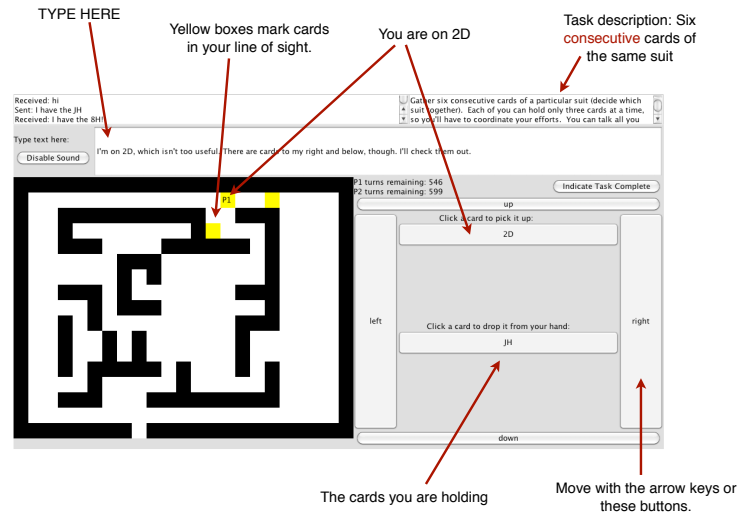 TYPE HERE
Yellow boxes mark cards
in your line of sight.
You are on 2D
Task description: Six
consecutive cards of
the same suit
Received: hi
Sent: I have the JH
Received: I have the 8H!
Gather six consecutive cards of a particular suit (decide which
suit together). Each of you can hold only three cards at a time,
so you'll have to coordinate your efforts. You can talk all you
Type text here:
Disable Sound
I'm on 2D, which isn't too useful. There are cards to my right and below, though. I'll check them out.
P1 turns remaining: 546
P2 turns remaining: 599
Indicate Task Complete
P1
up
Click a card to pick it up:
2D
left
right
Click a card to drop it from your hand:
JH
down
The cards you are holding
Move with the arrow keys or
these buttons.